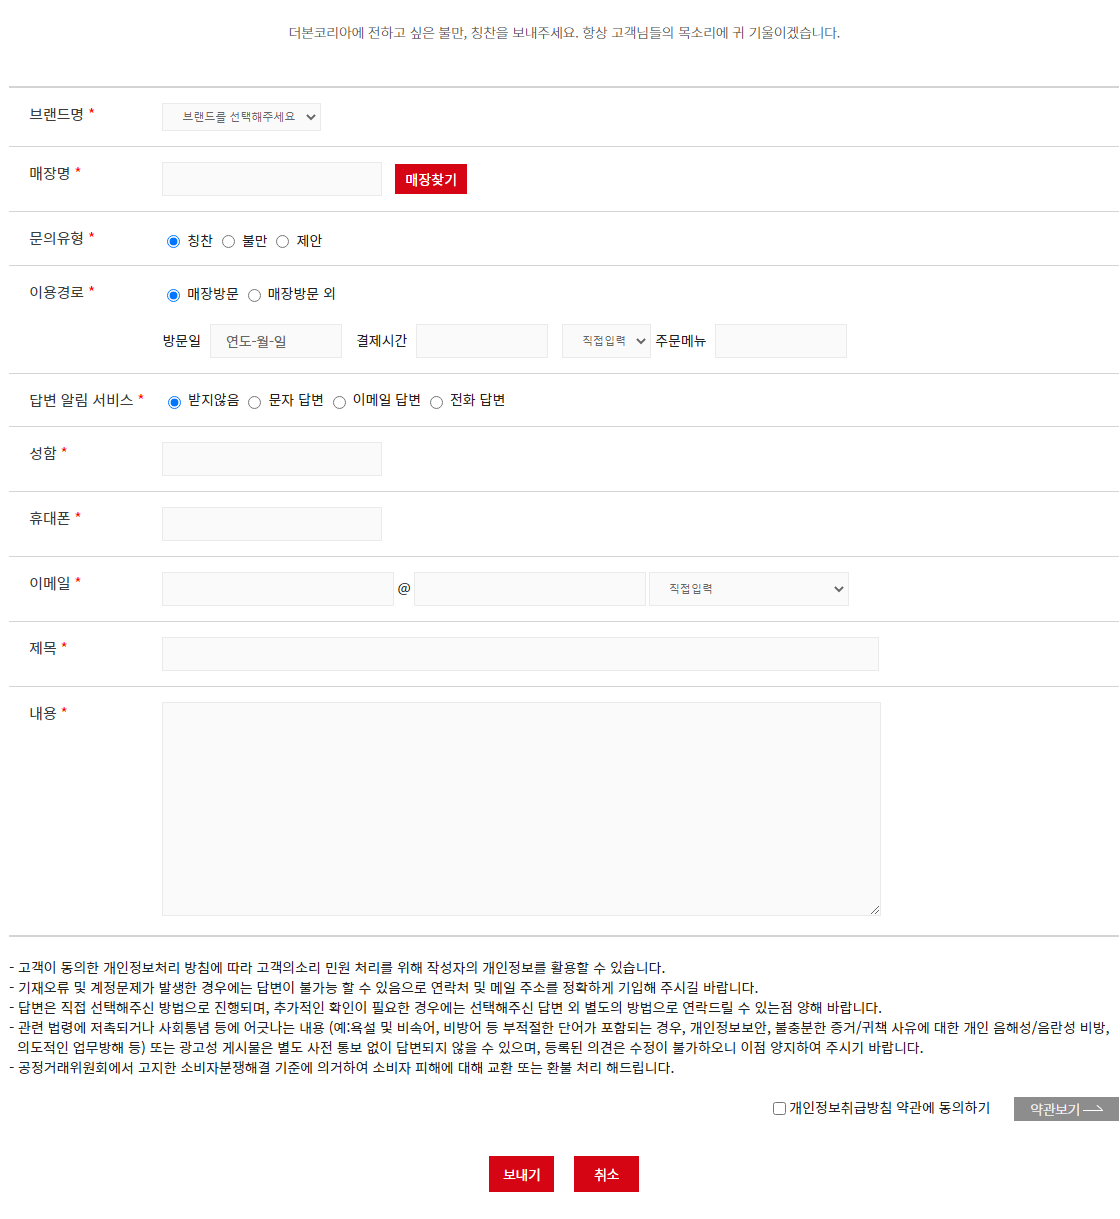 더본코리아에 전하고 싶은 불만, 칭찬을 보내주세요. 항상 고객님들의 목소리에 귀 기울이겠습니다.
브랜드명 * 브랜드를 선택해주세요
매장명 * 매장찾기
문의유형 * 칭찬 불만 제안
이용경로 * 매장방문 매장방문 외
방문일 연도-월-일 결제시간 직접입력 주문메뉴
답변 알림 서비스 * 받지않음 문자 답변 이메일 답변 전화 답변
성함 *
휴대폰 *
이메일 * @ 직접입력
제목 *
내용 *
- 고객이 동의한 개인정보처리 방침에 따라 고객의소리 민원 처리를 위해 작성자의 개인정보를 활용할 수 있습니다.
- 기재오류 및 계정문제가 발생한 경우에는 답변이 불가능 할 수 있음으로 연락처 및 메일 주소를 정확하게 기입해 주시길 바랍니다.
- 답변은 직접 선택해주신 방법으로 진행되며, 추가적인 확인이 필요한 경우에는 선택해주신 답변 외 별도의 방법으로 연락드릴 수 있는점 양해 바랍니다.
- 관련 법령에 저촉되거나 사회통념 등에 어긋나는 내용 (예:욕설 및 비속어, 비방어 등 부적절한 단어가 포함되는 경우, 개인정보보안, 불충분한 증거/귀책 사유에 대한 개인 음해성/음란성 비방,
의도적인 업무방해 등) 또는 광고성 게시물은 별도 사전 통보 없이 답변되지 않을 수 있으며, 등록된 의견은 수정이 불가하오니 이점 양지하여 주시기 바랍니다.
- 공정거래위원회에서 고지한 소비자분쟁해결 기준에 의거하여 소비자 피해에 대해 교환 또는 환불 처리 해드립니다.
개인정보취급방침 약관에 동의하기 약관보기
보내기 취소